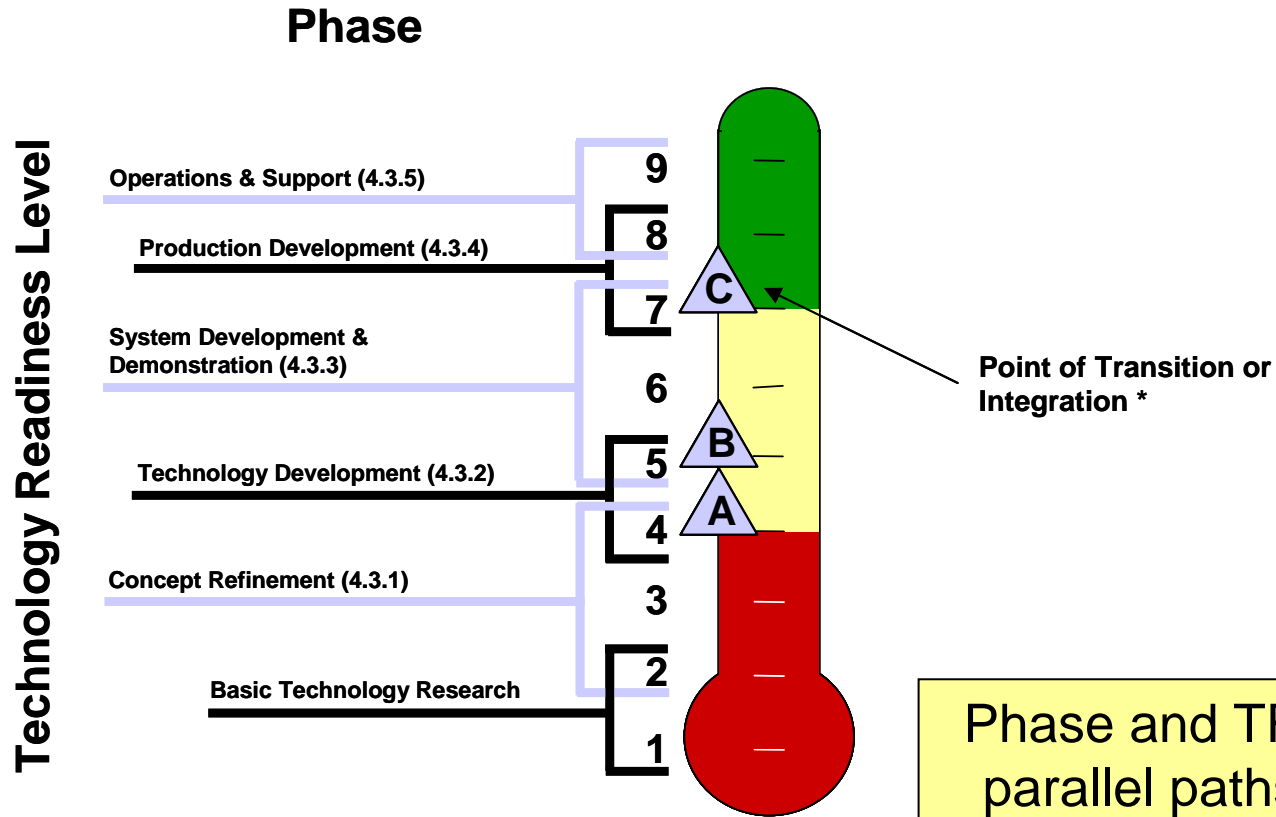 Phase
Technology Readiness Level
Operations & Support (4.3.5)
9
Production Development (4.3.4)
8
C
7
System Development &
Demonstration (4.3.3)
6
Point of Transition or
Integration *
B
Technology Development (4.3.2)
5
A
4
Concept Refinement (4.3.1)
3
2
Basic Technology Research
1
Phase and
parallel paths